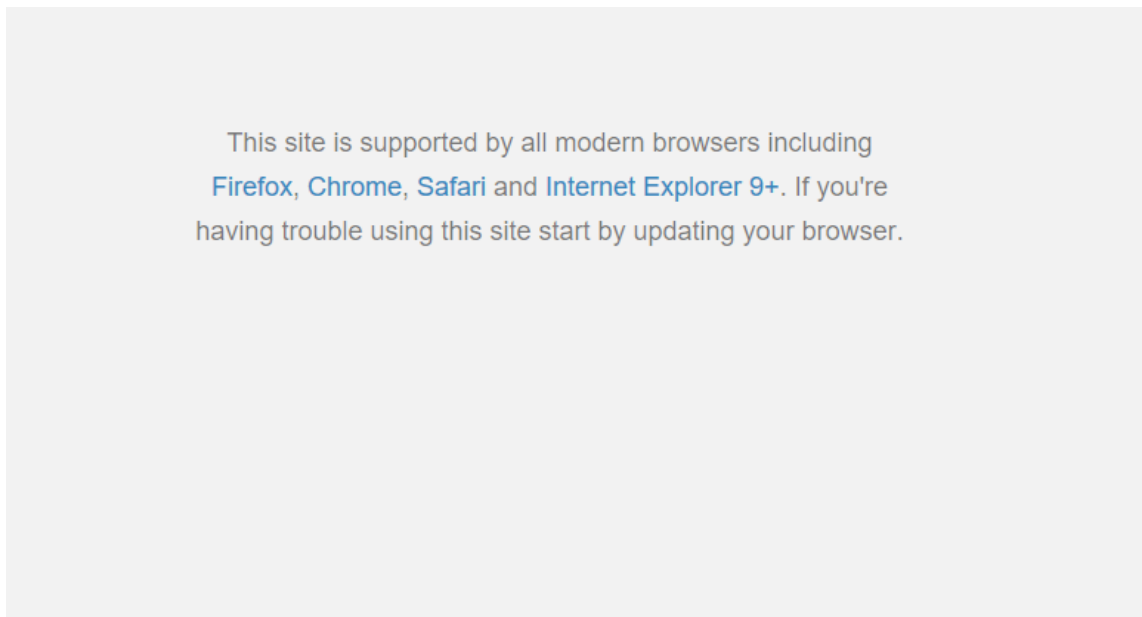 This site is supported by all modern browsers including
Firefox, Chrome, Safari and Internet Explorer 9+. If you're
having trouble using this site start by updating your browser.